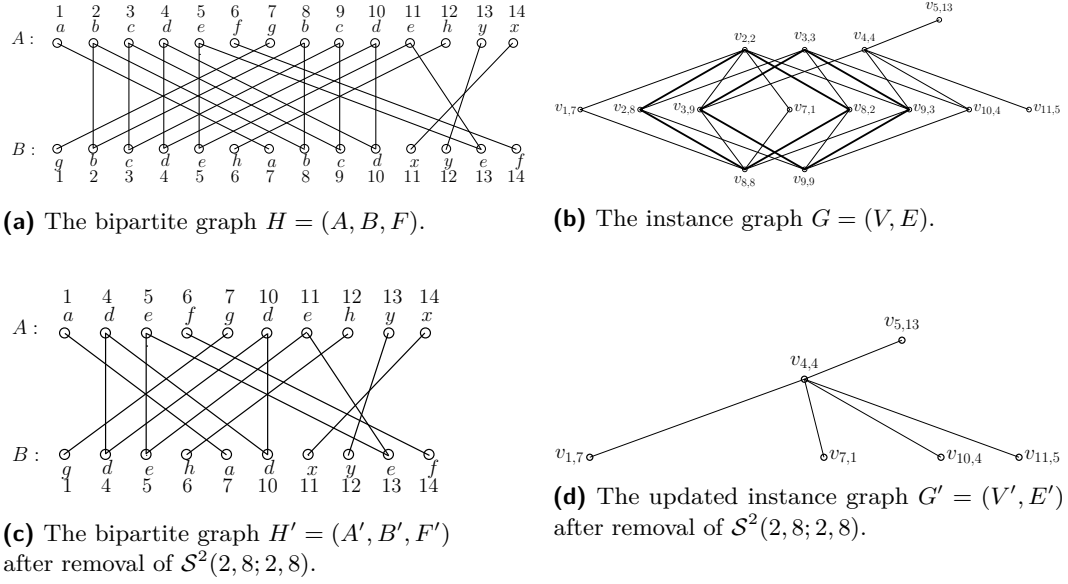 1 2 3 4 5 6 7 8 9 10 11 12 13 14
A : a b c d e f g b c d e h y x
B : g b c d e h a b c d x y e f
1 2 3 4 5 6 7 8 9 10 11 12 13 14
(a) The bipartite graph H = (A, B, F).
v5,13
v2,2 v3,3 v4,4
v1,7 v2,8 v3,9 v7,1 v8,2 v9,3 v10,4 v11,5
v8,8 v9,9
(b) The instance graph G = (V, E).
1 4 5 6 7 10 11 12 13 14
A : a d e f g d e h y x
B : g d e h a d x y e f
1 4 5 6 7 10 11 12 13 14
(c) The bipartite graph H′ = (A′, B′, F′)
after removal of S²(2, 8; 2, 8).
v5,13
v4,4
v1,7 v7,1 v10,4 v11,5
(d) The updated instance graph G′ = (V′, E′)
after removal of S²(2, 8; 2, 8).